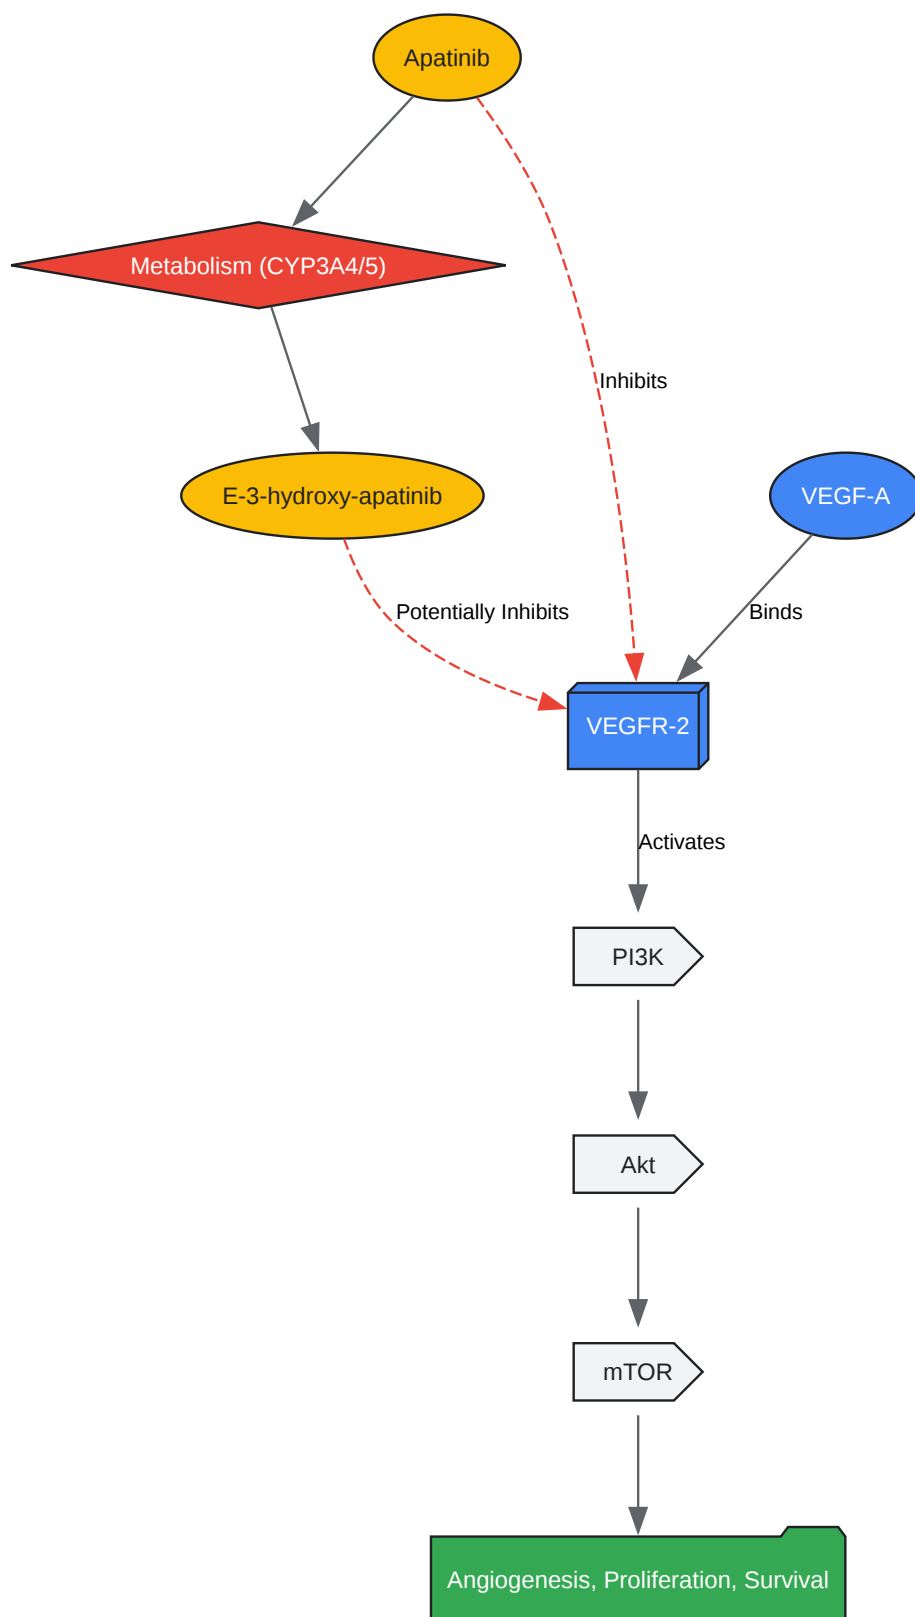 Apatinib
Metabolism (CYP3A4/5)
Inhibits
E-3-hydroxy-apatinib
VEGF-A
Potentially Inhibits
Binds
VEGFR-2
Activates
PI3K
Akt
mTOR
Angiogenesis, Proliferation, Survival